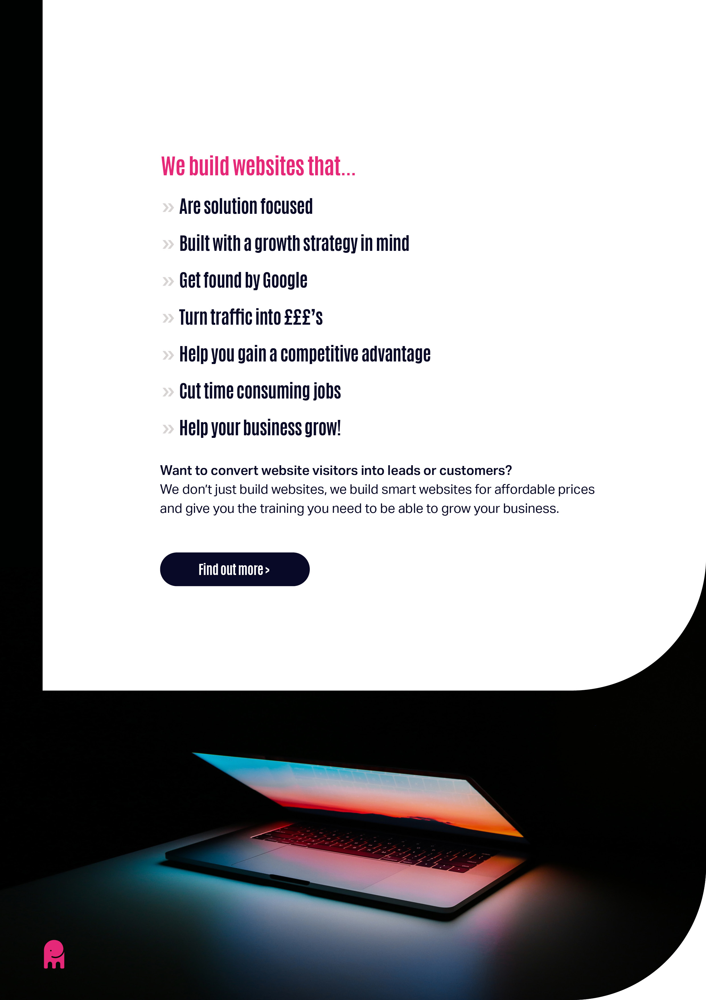 We build websites that...
» Are solution focused
» Built with a growth strategy in mind
» Get found by Google
» Turn traffic into £££’s
» Help you gain a competitive advantage
» Cut time consuming jobs
» Help your business grow!
Want to convert website visitors into leads or customers?
We don’t just build websites, we build smart websites for affordable prices
and give you the training you need to be able to grow your business.
Find out more >